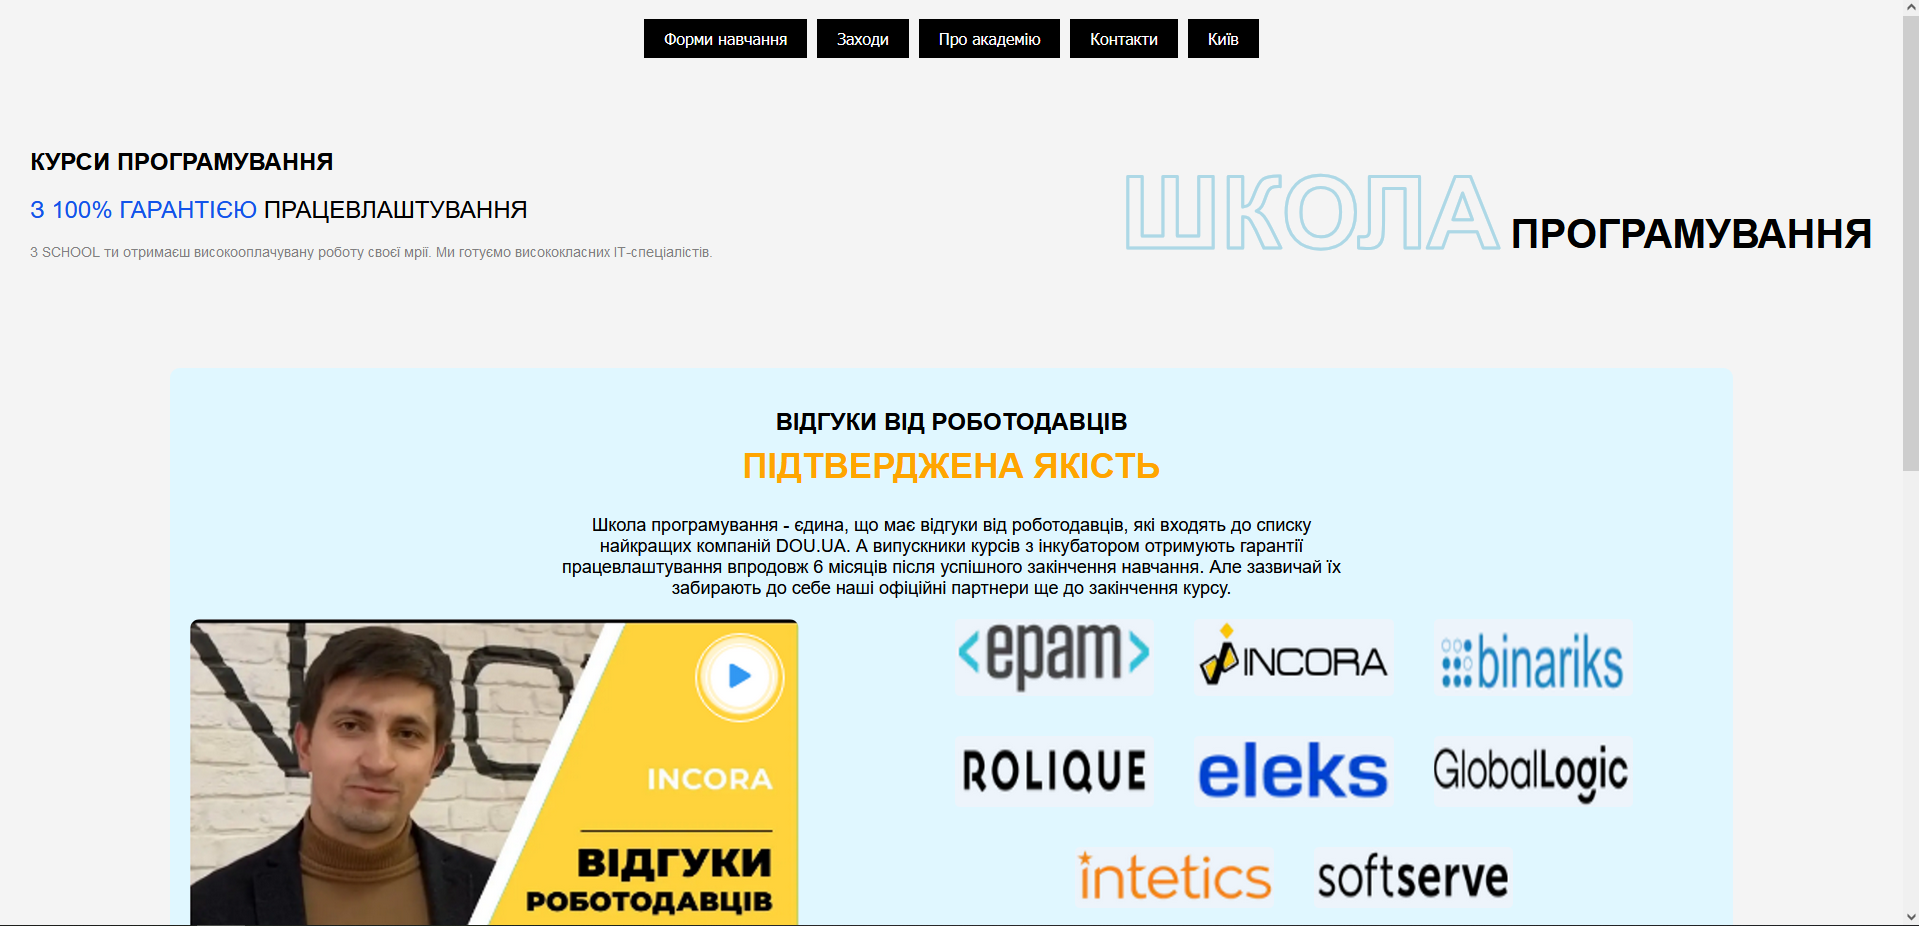 Форми навчання
Заходи
Про академію
Контакти
Київ
КУРСИ ПРОГРАМУВАННЯ
З 100% ГАРАНТІЄЮ ПРАЦЕВЛАШТУВАННЯ
З SCHOOL ти отримаєш високооплачувану роботу своєї мрії. Ми готуємо висококласних ІТ-спеціалістів.
ШКОЛА ПРОГРАМУВАННЯ
ВІДГУКИ ВІД РОБОТОДАВЦІВ
ПІДТВЕРДЖЕНА ЯКІСТЬ
Школа програмування - єдина, що має відгуки від роботодавців, які входять до списку
найкращих компаній DOU.UA. А випускники курсів з інкубатором отримують гарантії
працевлаштування впродовж 6 місяців після успішного закінчення навчання. Але зазвичай їх
забирають до себе наші офіційні партнери ще до закінчення курсу.
INCORA
ВІДГУКИ
РОБОТОДАВЦІВ
<epam>
INCORA
binariks
ROLIQUE
eleks
GlobalLogic
intetics
softserve